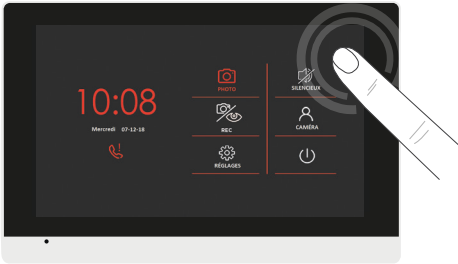 10:08
Mercredi 07-12-18
PHOTO
SILENCIEUX
REC
CAMÉRA
RÉGLAGES